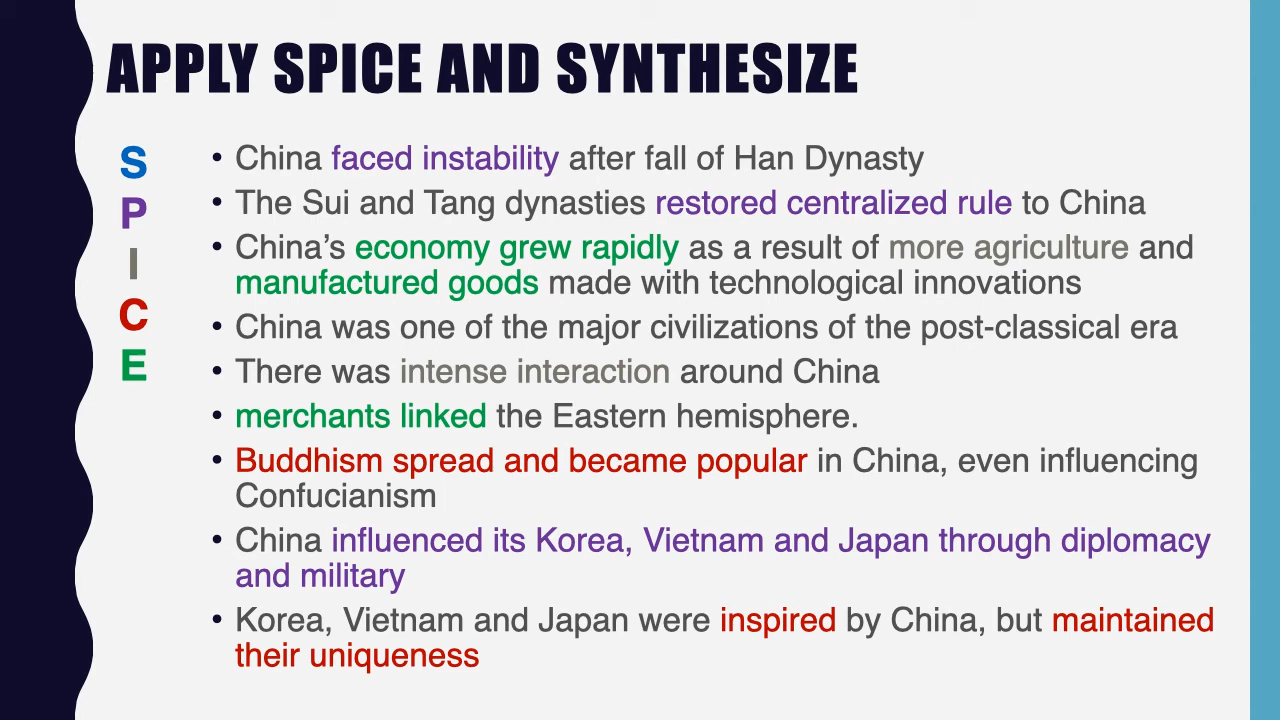 APPLY SPICE AND SYNTHESIZE
S
P
I
C
E
• China faced instability after fall of Han Dynasty
• The Sui and Tang dynasties restored centralized rule to China
• China’s economy grew rapidly as a result of more agriculture and
manufactured goods made with technological innovations
• China was one of the major civilizations of the post-classical era
• There was intense interaction around China
• merchants linked the Eastern hemisphere.
• Buddhism spread and became popular in China, even influencing
Confucianism
• China influenced its Korea, Vietnam and Japan through diplomacy
and military
• Korea, Vietnam and Japan were inspired by China, but maintained
their uniqueness